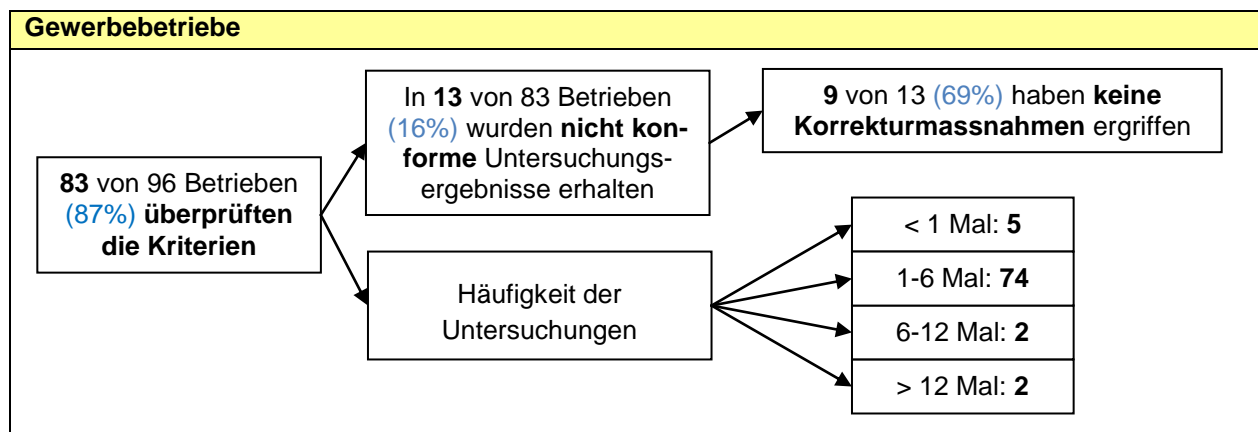 Gewerbebetriebe
83 von 96 Betrieben
(87%) überprüften
die Kriterien
In 13 von 83 Betrieben
(16%) wurden nicht kon-
forme Untersuchungs-
ergebnisse erhalten
9 von 13 (69%) haben keine
Korrekturmassnahmen ergriffen
Häufigkeit der
Untersuchungen
< 1 Mal: 5
1-6 Mal: 74
6-12 Mal: 2
> 12 Mal: 2